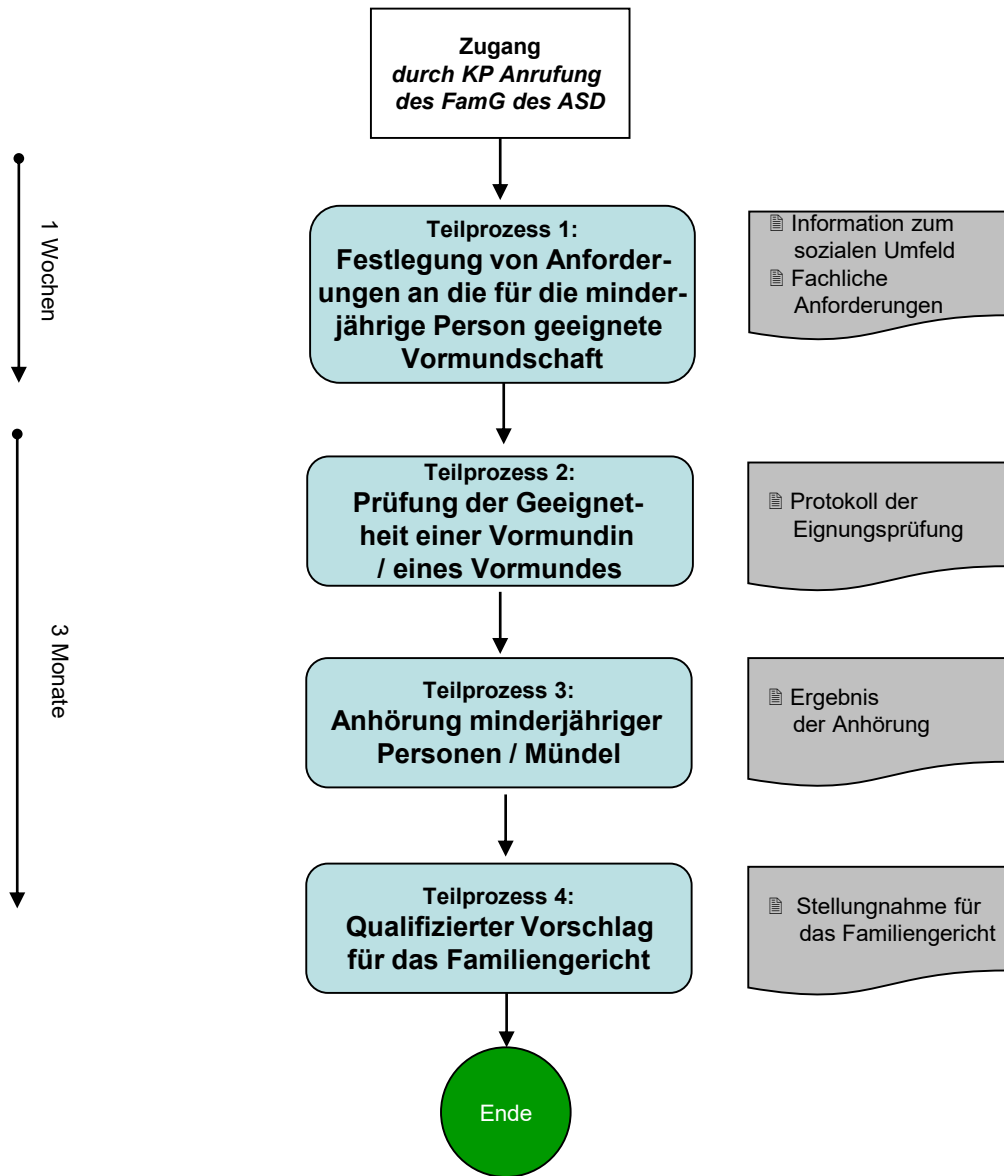 Zugang
durch KP Anrufung
des FamG des ASD
1 Wochen
Teilprozess 1:
Festlegung von Anforder-
ungen an die für die minder-
jährige Person geeignete
Vormundschaft
Information zum
sozialen Umfeld
Fachliche
Anforderungen
3 Monate
Teilprozess 2:
Prüfung der Geeignet-
heit einer Vormundin
/ eines Vormundes
Protokoll der
Eignungsprüfung
Teilprozess 3:
Anhörung minderjähriger
Personen / Mündel
Ergebnis
der Anhörung
Teilprozess 4:
Qualifizierter Vorschlag
für das Familiengericht
Stellungnahme für
das Familiengericht
Ende